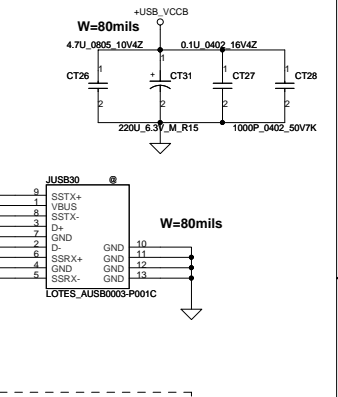 +USB_VCCB
W=80mils
4.7U_0805_10V4Z 0.1U_0402_16V4Z
1 1 1 1
CT26 + CT31 CT27 CT28
2 2 2 2
220U_6.3V_M_R15 1000P_0402_50V7K
JUSB30 @
W=80mils
9 SSTX+
1 VBUS
8 SSTX-
3 D+
7 GND
2 D- GND 10
6 SSRX+ GND 11
4 GND GND 12
5 SSRX- GND 13
LOTES_AUSB0003-P001C